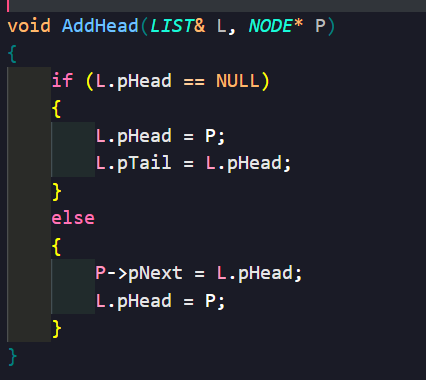 void AddHead(LIST& L, NODE* P)
{
    if (L.pHead == NULL)
    {
        L.pHead = P;
        L.pTail = L.pHead;
    }
    else
    {
        P->pNext = L.pHead;
        L.pHead = P;
    }
}